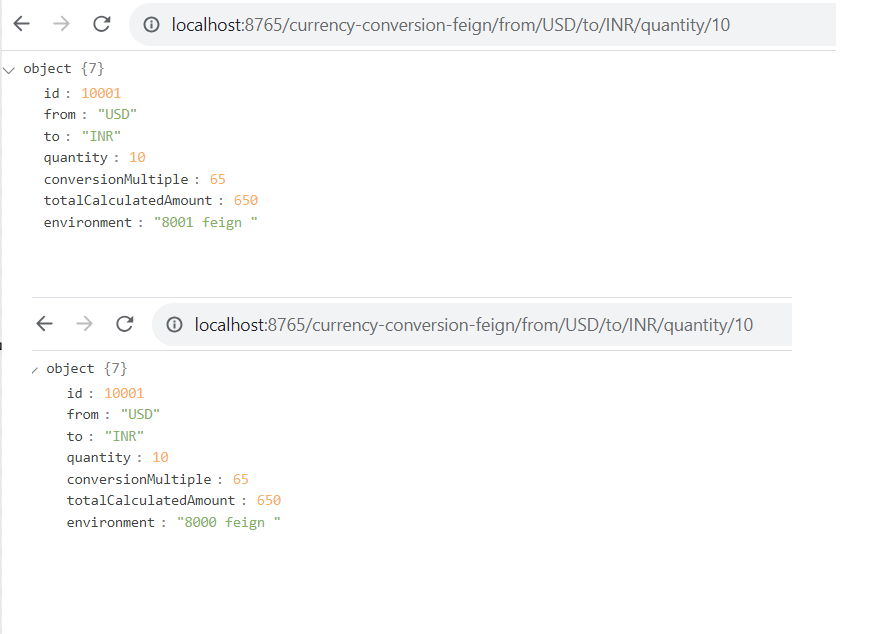 localhost:8765/currency-conversion-feign/from/USD/to/INR/quantity/10
object {7}
id : 10001
from : "USD"
to : "INR"
quantity : 10
conversionMultiple : 65
totalCalculatedAmount : 650
environment : "8001 feign "
localhost:8765/currency-conversion-feign/from/USD/to/INR/quantity/10
object {7}
id : 10001
from : "USD"
to : "INR"
quantity : 10
conversionMultiple : 65
totalCalculatedAmount : 650
environment : "8000 feign "